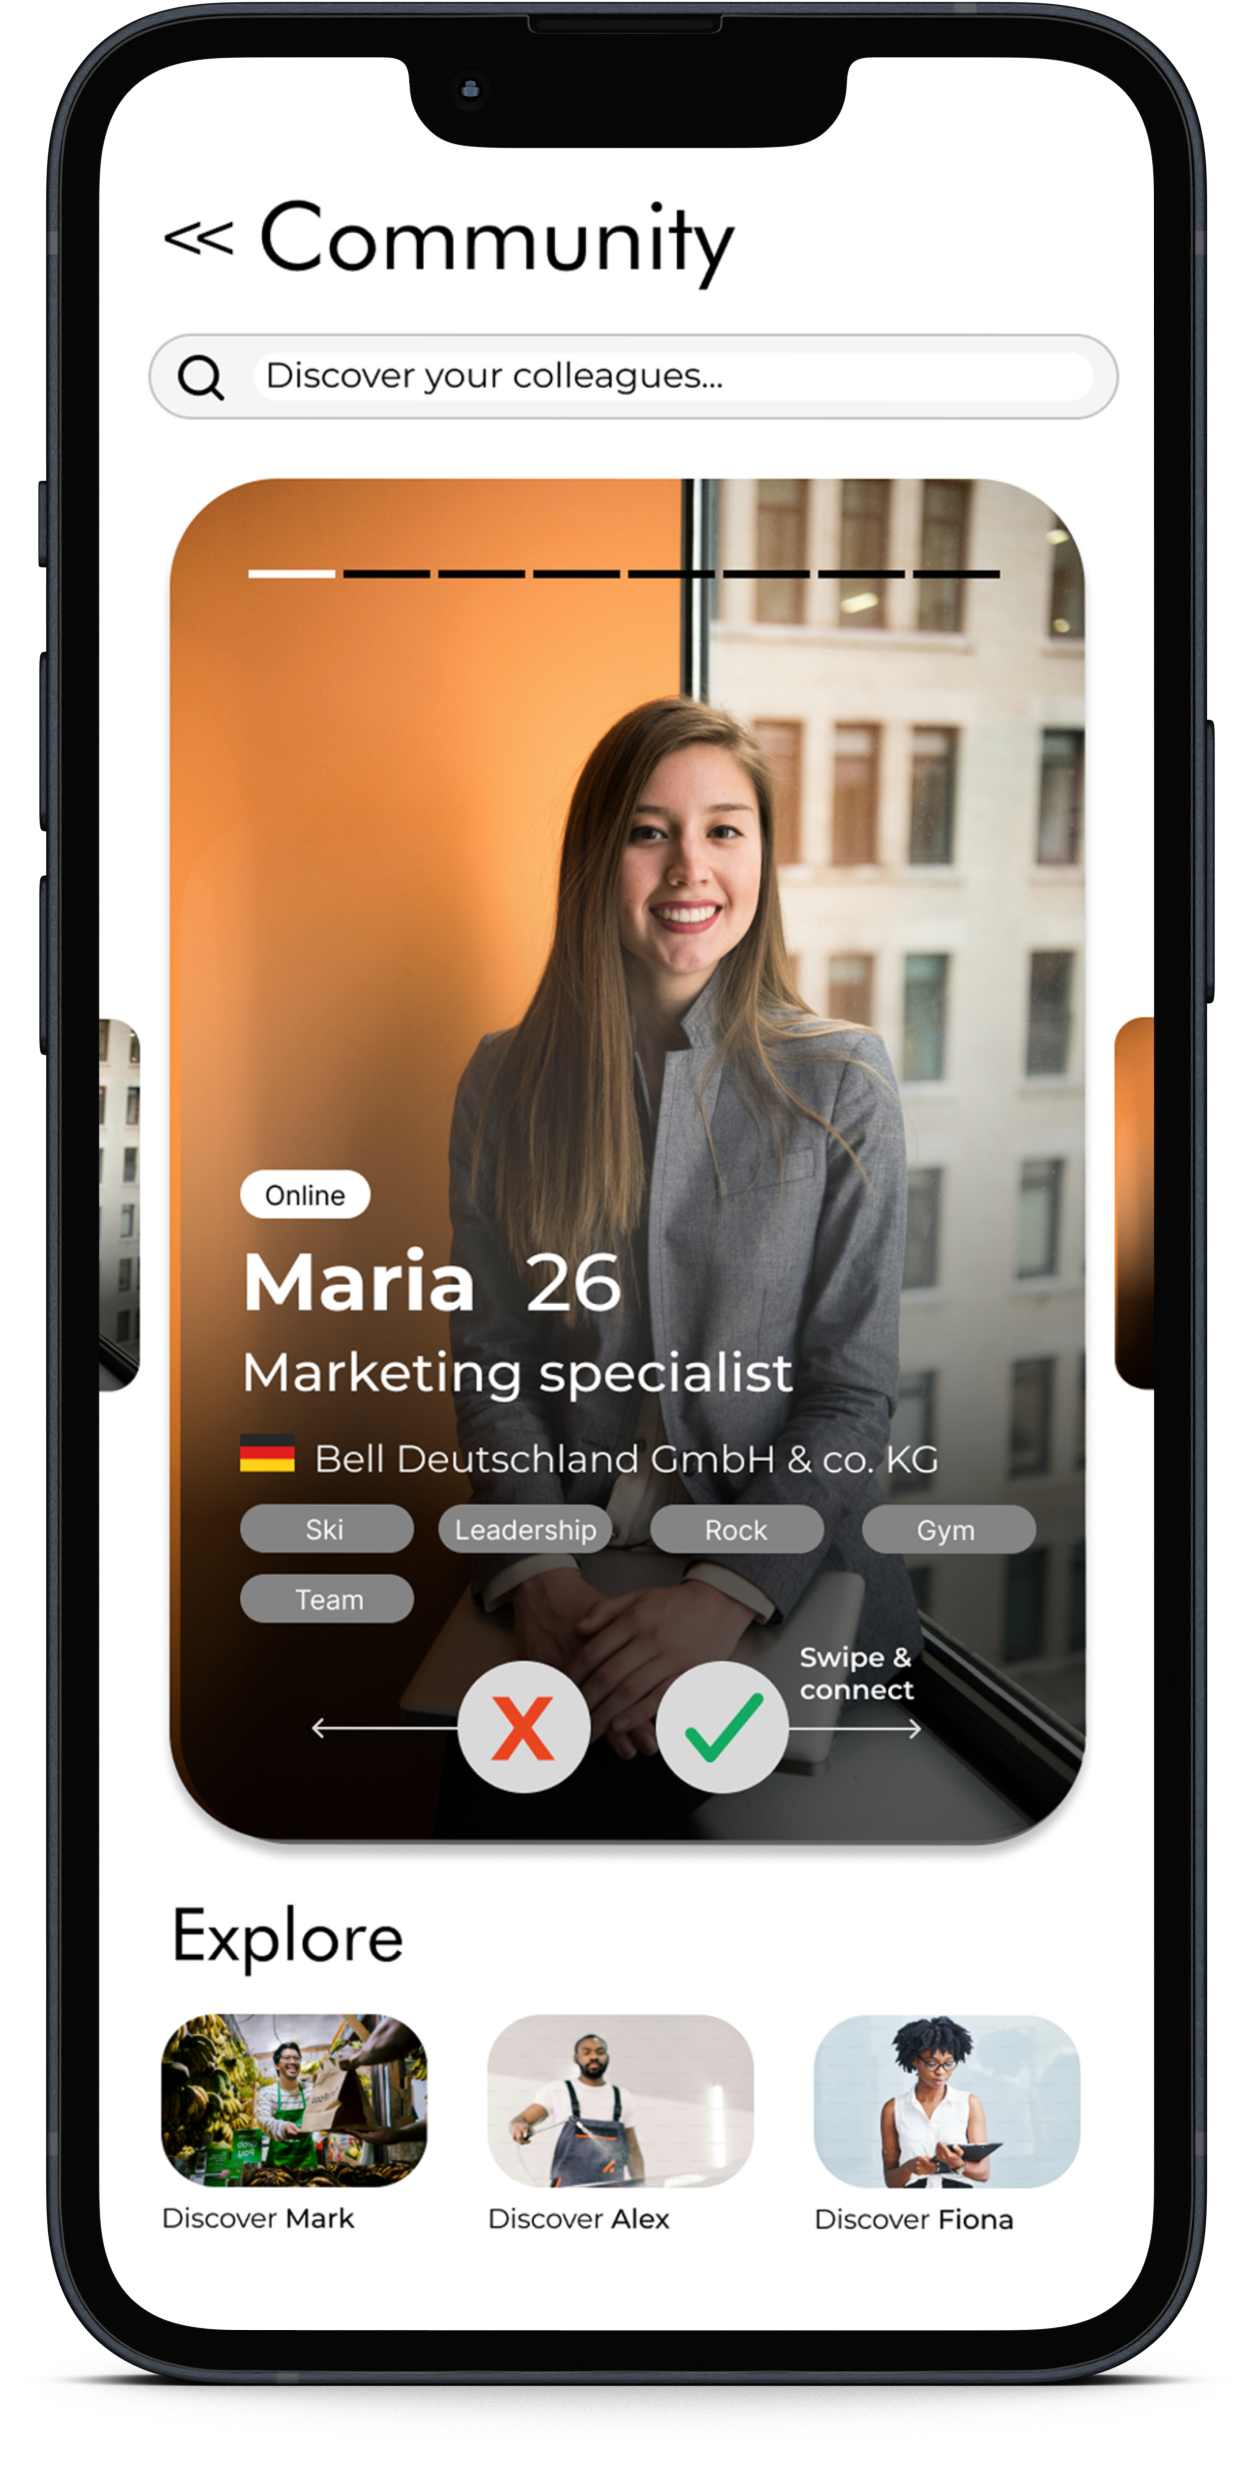 << Community
Discover your colleagues...
Online
Maria 26
Marketing specialist
Bell Deutschland GmbH & co. KG
Ski
Leadership
Rock
Gym
Team
Swipe &
connect
X
Explore
Discover Mark
Discover Alex
Discover Fiona